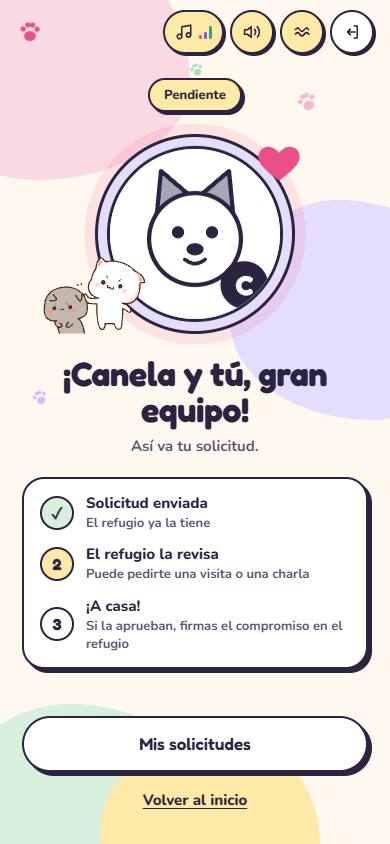 Pendiente
C
¡Canela y tú, gran
equipo!
Así va tu solicitud.
Solicitud enviada
El refugio ya la tiene
2
El refugio la revisa
Puede pedirte una visita o una charla
3
¡A casa!
Si la aprueban, firmas el compromiso en el
refugio
Mis solicitudes
Volver al inicio